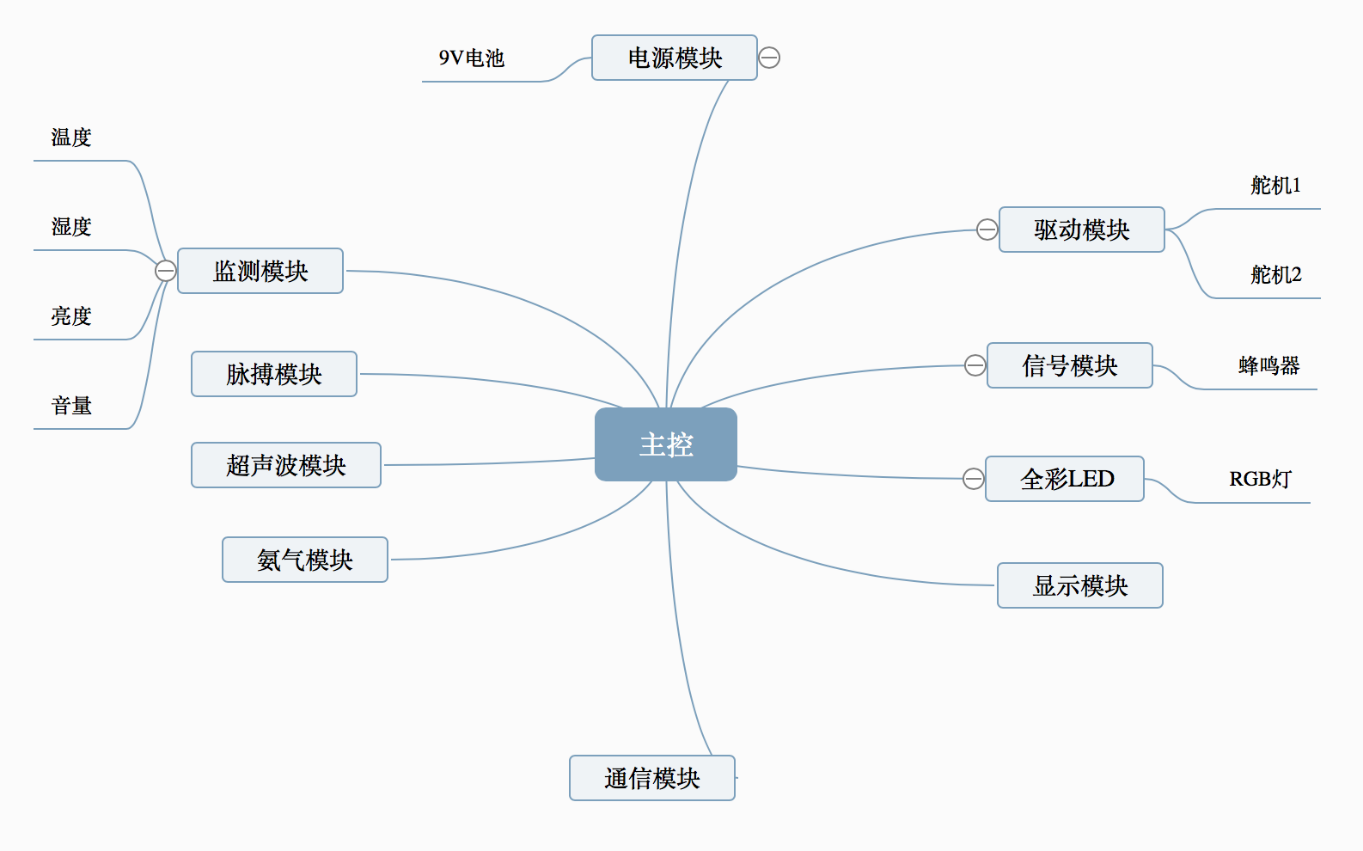 9V电池
电源模块
温度
湿度
亮度
音量
监测模块
脉搏模块
超声波模块
氨气模块
主控
驱动模块
舵机1
舵机2
信号模块
蜂鸣器
全彩LED
RGB灯
显示模块
通信模块